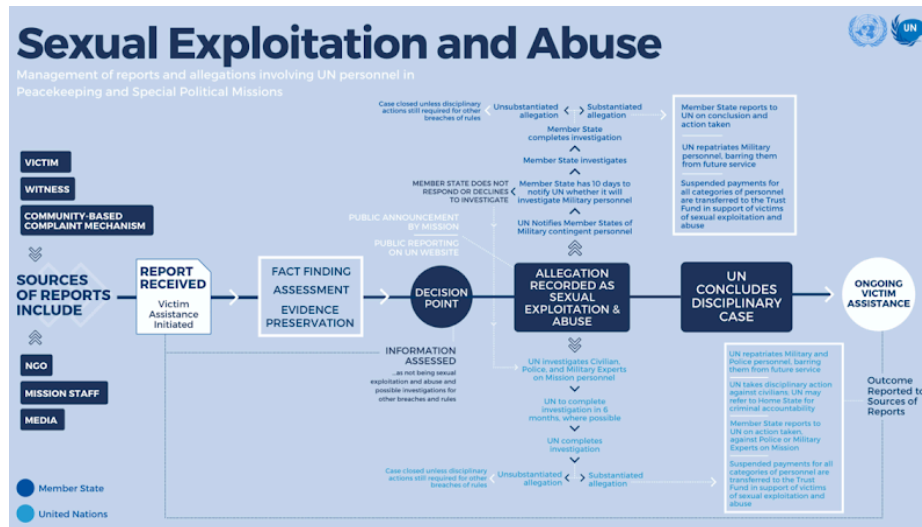 Sexual Exploitation and Abuse
UN
Management of reports and allegations involving UN personnel in
Peacekeeping and Special Political Missions
VICTIM
WITNESS
COMMUNITY-BASED
COMPLAINT MECHANISM
SOURCES
OF REPORTS
INCLUDE
NGO
MISSION STAFF
MEDIA
REPORT
RECEIVED
Victim
Assistance
Initiated
FACT FINDING
ASSESSMENT
EVIDENCE
PRESERVATION
DECISION
POINT
INFORMATION
ASSESSED
...as not being sexual
exploitation and abuse and
possible investigations for
other breaches and rules
PUBLIC ANNOUNCEMENT
BY MISSION
PUBLIC REPORTING
ON UN WEBSITE
ALLEGATION
RECORDED AS
SEXUAL
EXPLOITATION &
ABUSE
UN Notifies Member States of
Military contingent personnel
Member State has 10 days to
notify UN whether it will
investigate Military personnel
MEMBER STATE DOES NOT
RESPOND OR DECLINES
TO INVESTIGATE
Member State investigates
Member State
completes investigation
Unsubstantiated
allegation
Substantiated
allegation
Case closed unless disciplinary
actions still required for other
breaches of rules
Member State reports to
UN on conclusion and
action taken
UN repatriates Military
personnel, barring them
from future service
Suspended payments for
all categories of personnel
are transferred to the Trust
Fund in support of victims
of sexual exploitation and
abuse
UN investigates Civilian,
Police, and Military Experts
on Mission personnel
UN to complete
investigation in 6
months, where possible
UN completes
investigation
Unsubstantiated
allegation
Substantiated
allegation
Case closed unless disciplinary
actions still required for other
breaches of rules
UN repatriates Military and
Police personnel, barring
them from future service
UN takes disciplinary action
against civilians; UN may
refer to Home State for
criminal accountability
Member State reports to
UN on action taken,
against Police or Military
Experts on Mission
Suspended payments for all
categories of personnel are
transferred to the Trust
Fund in support of victims
of sexual exploitation and
abuse
UN
CONCLUDES
DISCIPLINARY
CASE
ONGOING
VICTIM
ASSISTANCE
Outcome
Reported to
Sources of
Reports
Member State
United Nations